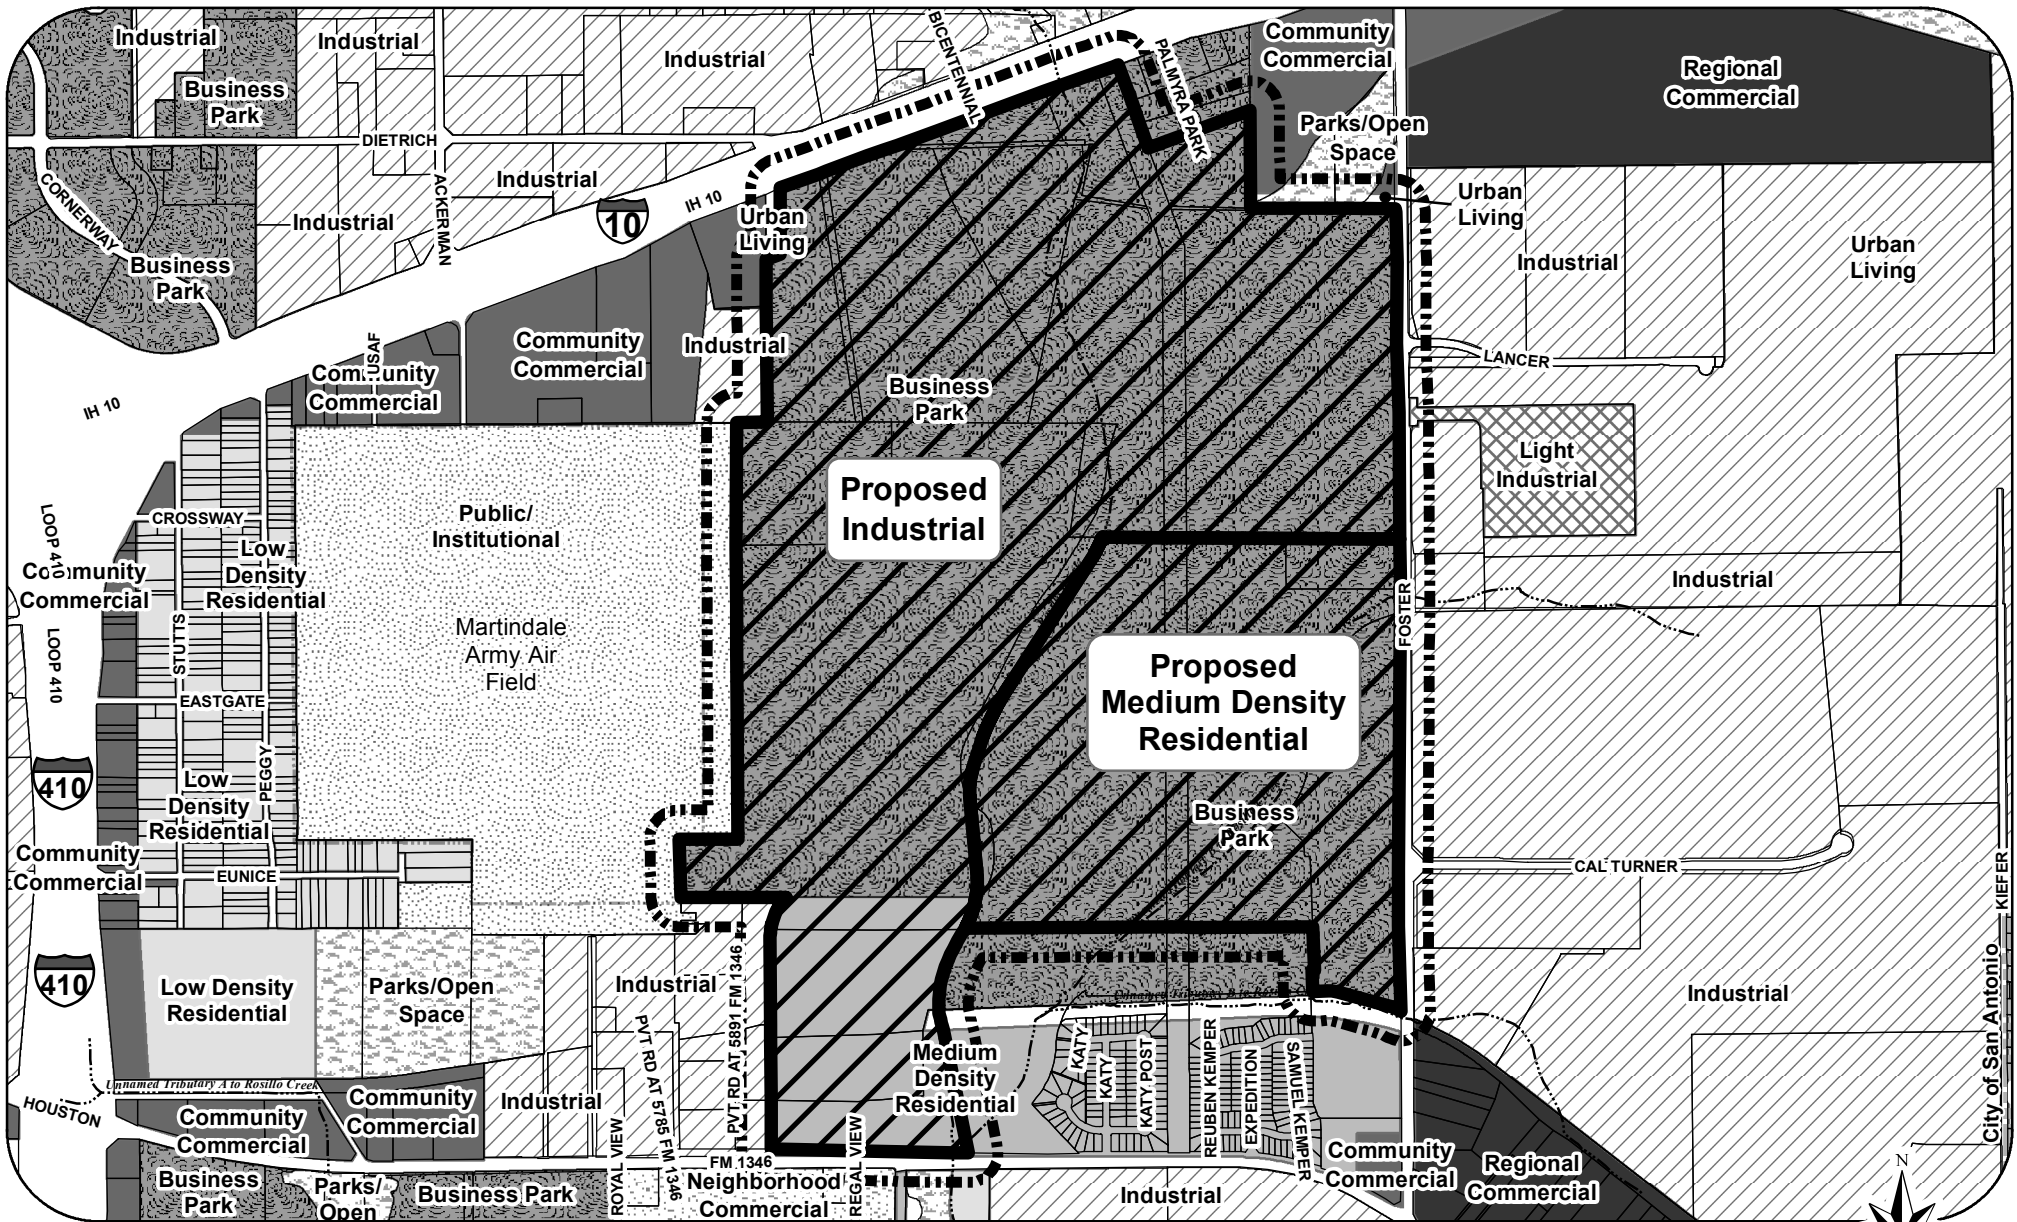 Industrial
Industrial
Industrial
BICENTENNIAL
PALMYRA PARK
Community
Commercial
Regional
Commercial
Business
Park
Parks/Open
Space
DIETRICH
CORNERWAY
ACKERMAN
Industrial
Industrial
IH 10
10
Urban
Living
Urban
Living
Industrial
Urban
Living
Business
Park
Community
Commercial
USAF
Community
Commercial
Industrial
LANCER
IH 10
Business
Park
Light
Industrial
Proposed
Industrial
Public/
Institutional
CROSSWAY
LOOP 410
Low
Density
Residential
Community
Commercial
Industrial
FOSTER
STUTTS
LOOP 410
Martindale
Army Air
Field
Proposed
Medium Density
Residential
EASTGATE
PEGGY
410
Low
Density
Residential
Business
Park
Community
Commercial
EUNICE
CAL TURNER
KIEFER
410
Low Density
Residential
Parks/Open
Space
Industrial
PVT RD AT 5891 FM 1346
Industrial
City of San Antonio
PVT RD AT 5785 FM 1346
Medium
Density
Residential
KATY
KATY
KATY POST
REUBEN KEMPER
EXPEDITION
SAMUEL KEMPER
Unnamed Tributary A to Rosillo Creek
HOUSTON
Community
Commercial
Community
Commercial
Industrial
ROYAL VIEW
REGAL VIEW
FM 1346
Community
Commercial
Regional
Commercial
N
Business
Park
Parks/
Open
Business Park
Neighborhood
Commercial
Industrial